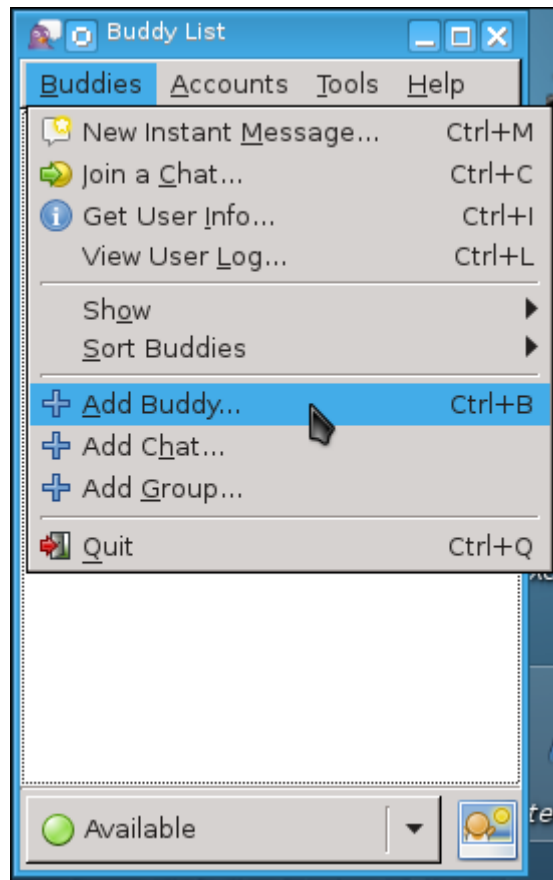 Buddy List
Buddies Accounts Tools Help
New Instant Message... Ctrl+M
Join a Chat... Ctrl+C
Get User Info... Ctrl+I
View User Log... Ctrl+L
Show
Sort Buddies
Add Buddy... Ctrl+B
Add Chat...
Add Group...
Quit Ctrl+Q
Available